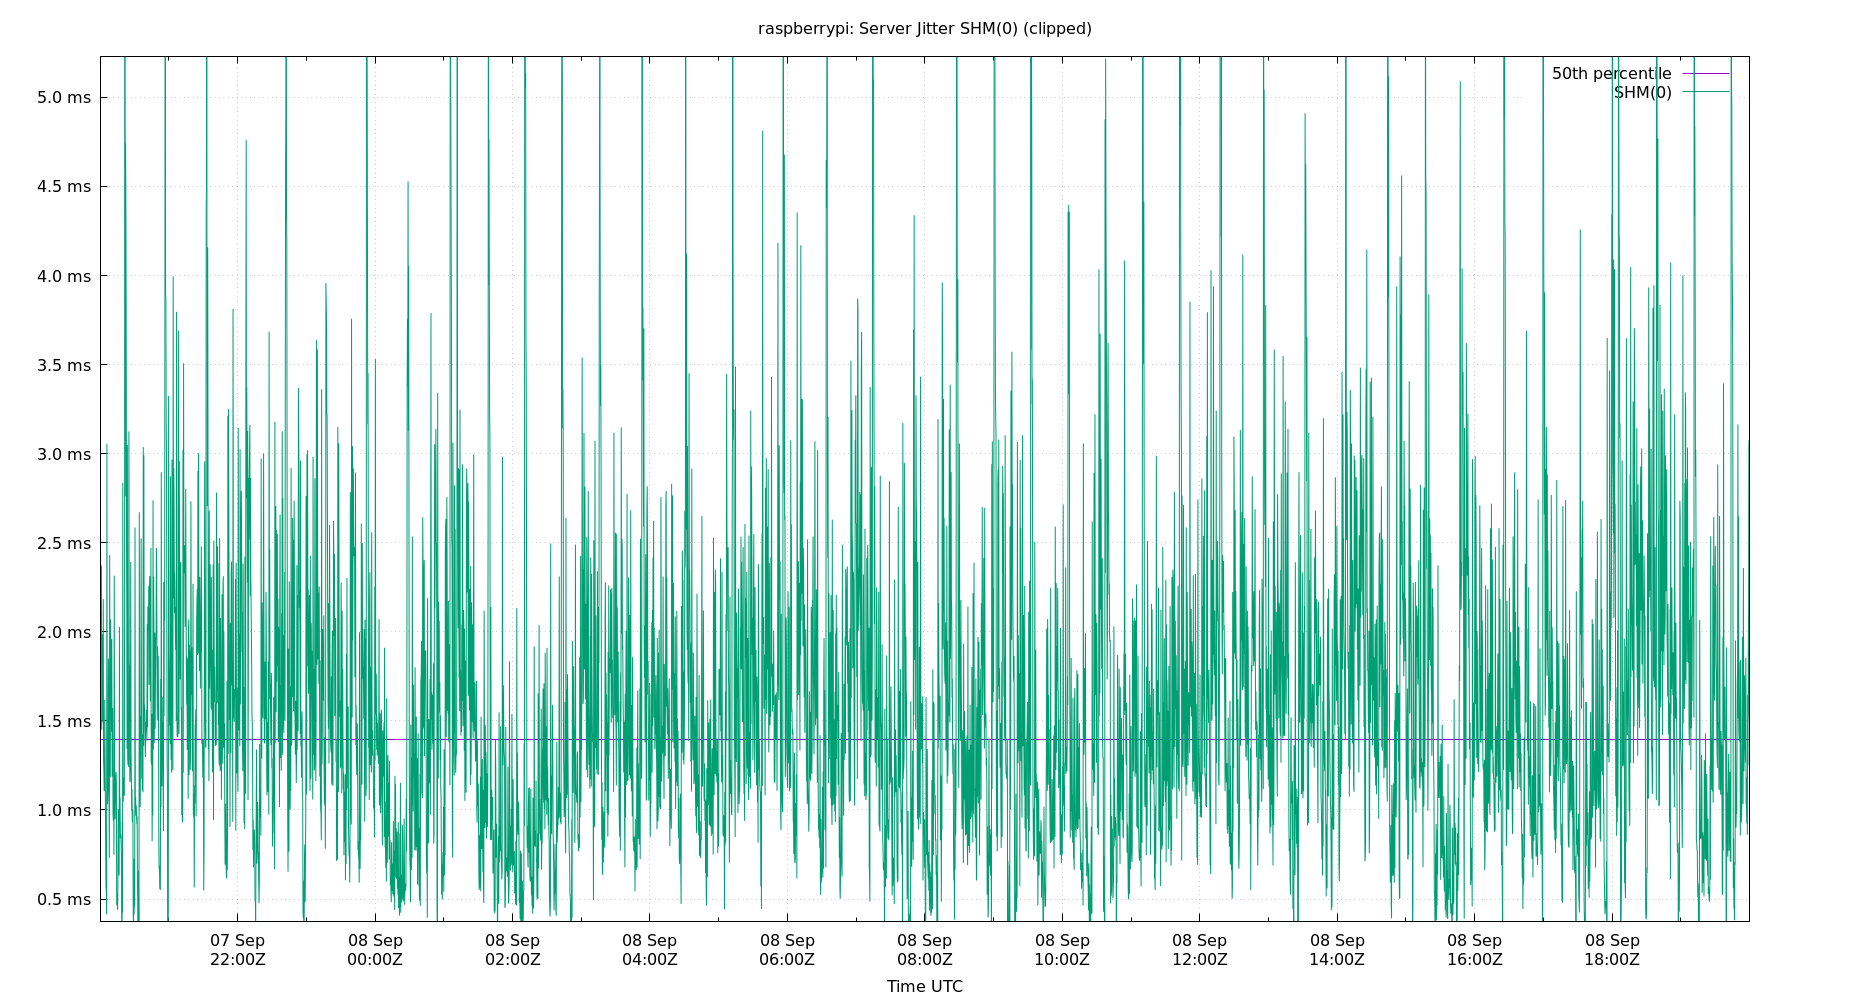 raspberrypi: Server Jitter SHM(0) (clipped)
50th percentile
SHM(0)
5.0 ms
4.5 ms
4.0 ms
3.5 ms
3.0 ms
2.5 ms
2.0 ms
1.5 ms
1.0 ms
0.5 ms
07 Sep 08 Sep 08 Sep 08 Sep 08 Sep 08 Sep 08 Sep 08 Sep 08 Sep 08 Sep 08 Sep
22:00Z 00:00Z 02:00Z 04:00Z 06:00Z 08:00Z 10:00Z 12:00Z 14:00Z 16:00Z 18:00Z
Time UTC